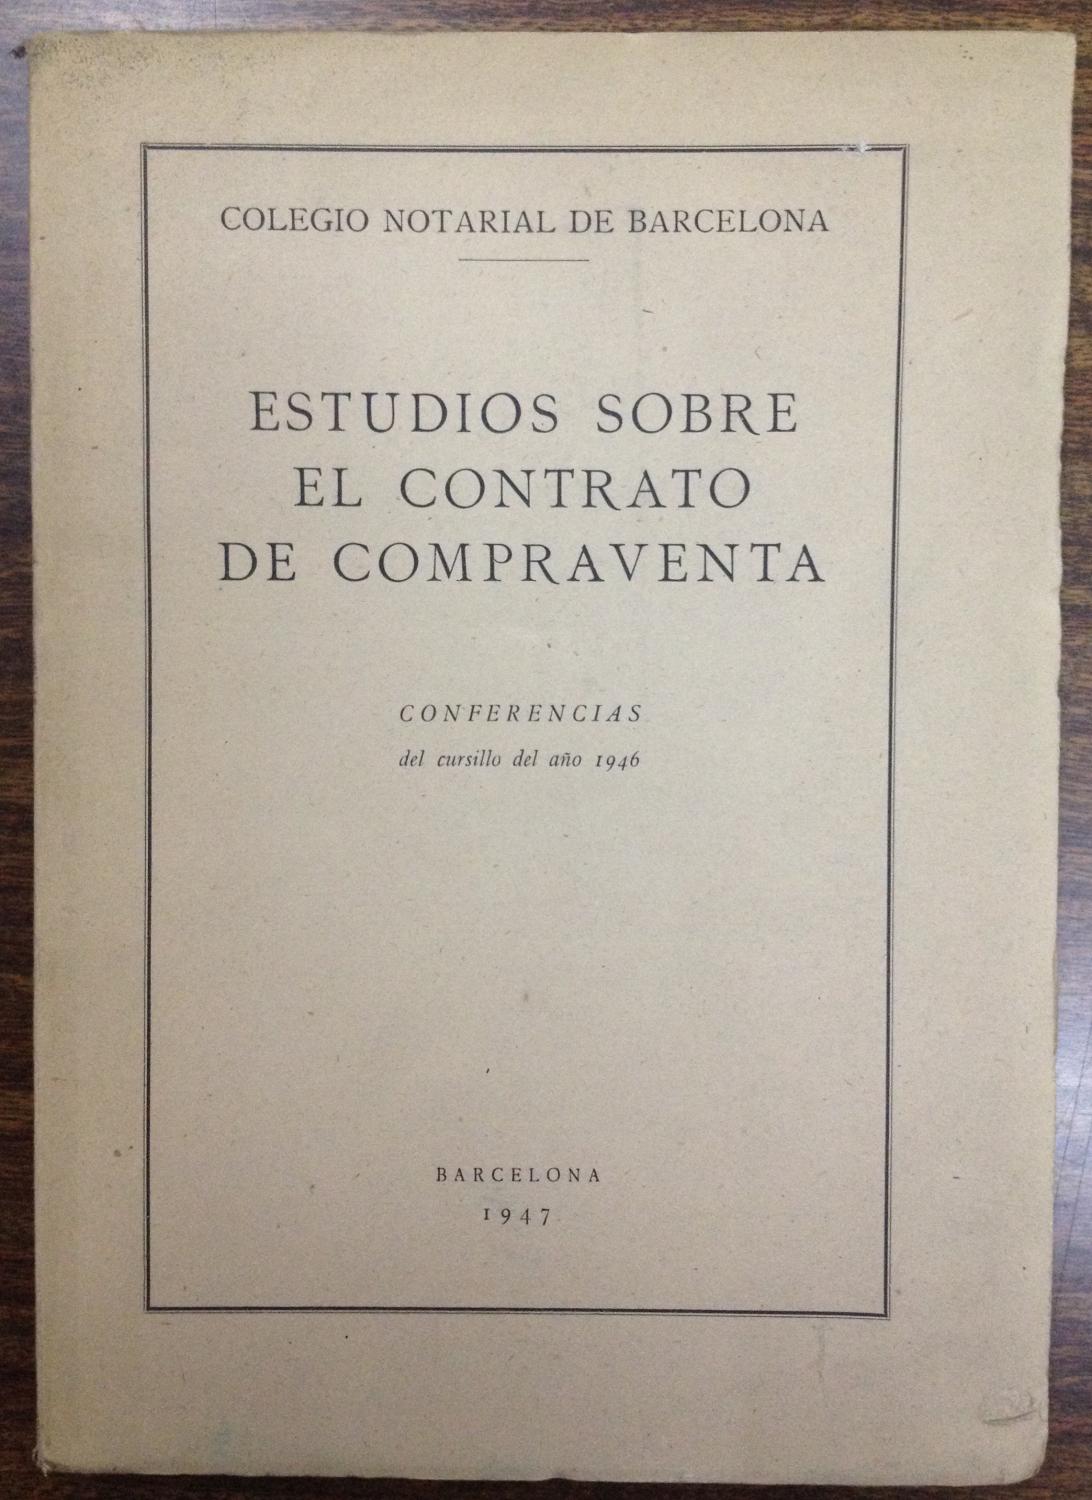 COLEGIO NOTARIAL DE BARCELONA
ESTUDIOS SOBRE
EL CONTRATO
DE COMPRAVENTA
CONFERENCIAS
del cursillo del año 1946
BARCELONA
1947